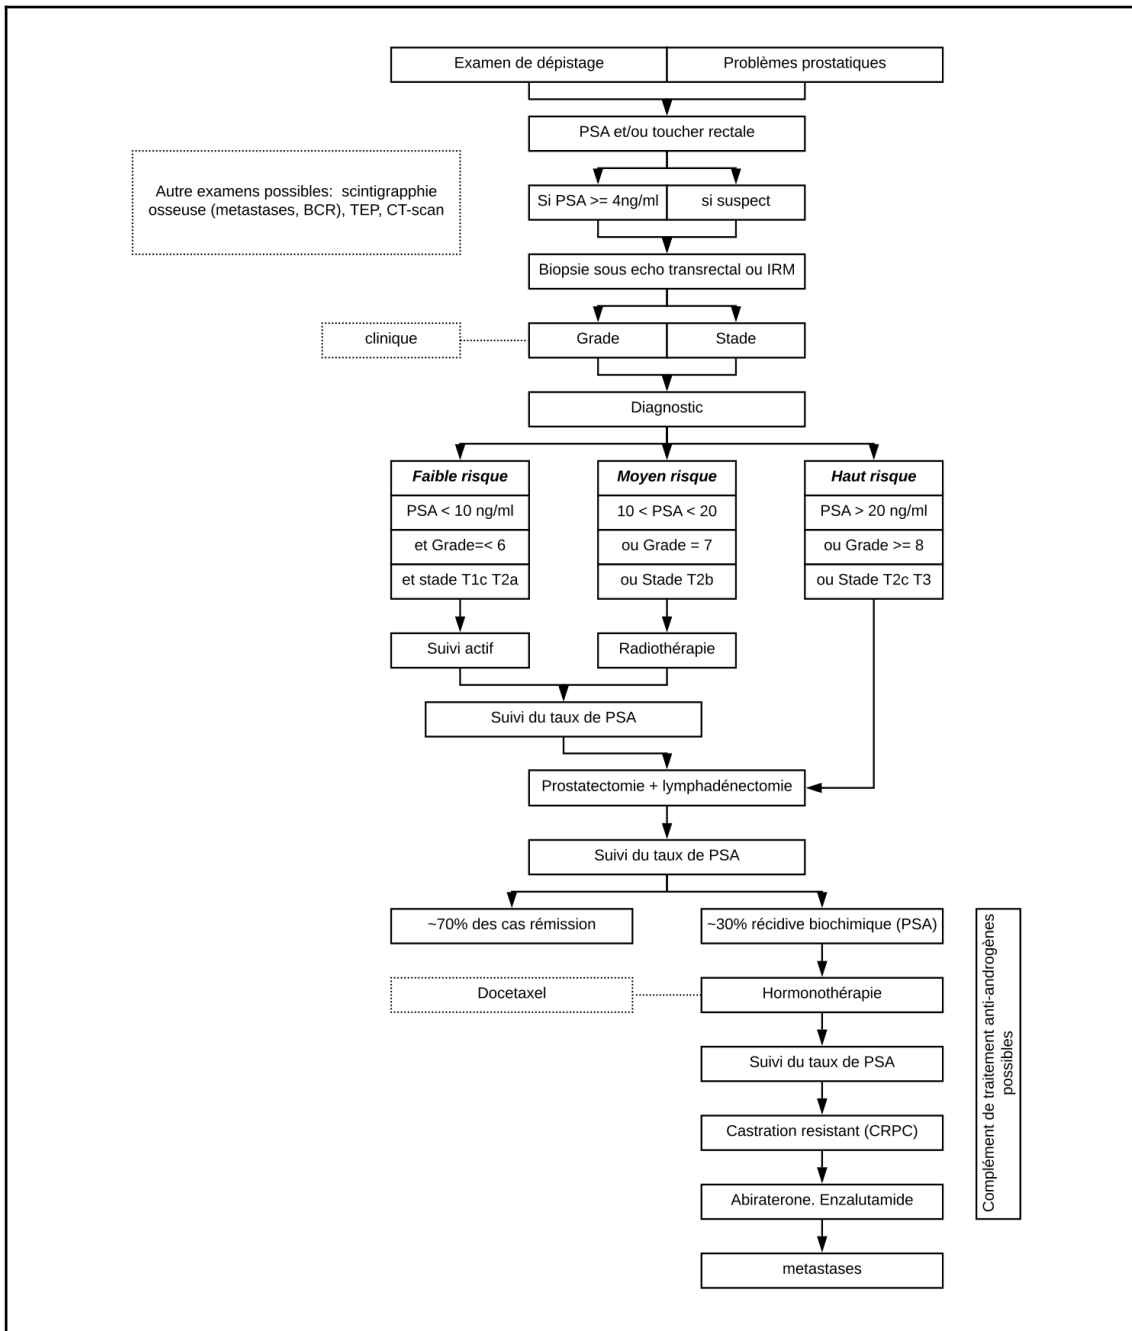 Examen de dépistage
Problèmes prostatiques
PSA et/ou toucher rectale
Autre examens possibles: scintigrapphie
osseuse (metastases, BCR), TEP, CT-scan
Si PSA >= 4ng/ml
si suspect
Biopsie sous echo transrectal ou IRM
clinique
Grade
Stade
Diagnostic
Faible risque
PSA < 10 ng/ml
et Grade=< 6
et stade T1c T2a
Moyen risque
10 < PSA < 20
ou Grade = 7
ou Stade T2b
Haut risque
PSA > 20 ng/ml
ou Grade >= 8
ou Stade T2c T3
Suivi actif
Radiothérapie
Suivi du taux de PSA
Prostatectomie + lymphadénectomie
Suivi du taux de PSA
~70% des cas rémission
~30% récidive biochimique (PSA)
Docetaxel
Hormonothérapie
Suivi du taux de PSA
Castration resistant (CRPC)
Abiraterone. Enzalutamide
metastases
Complément de traitement anti-androgènes
possibles